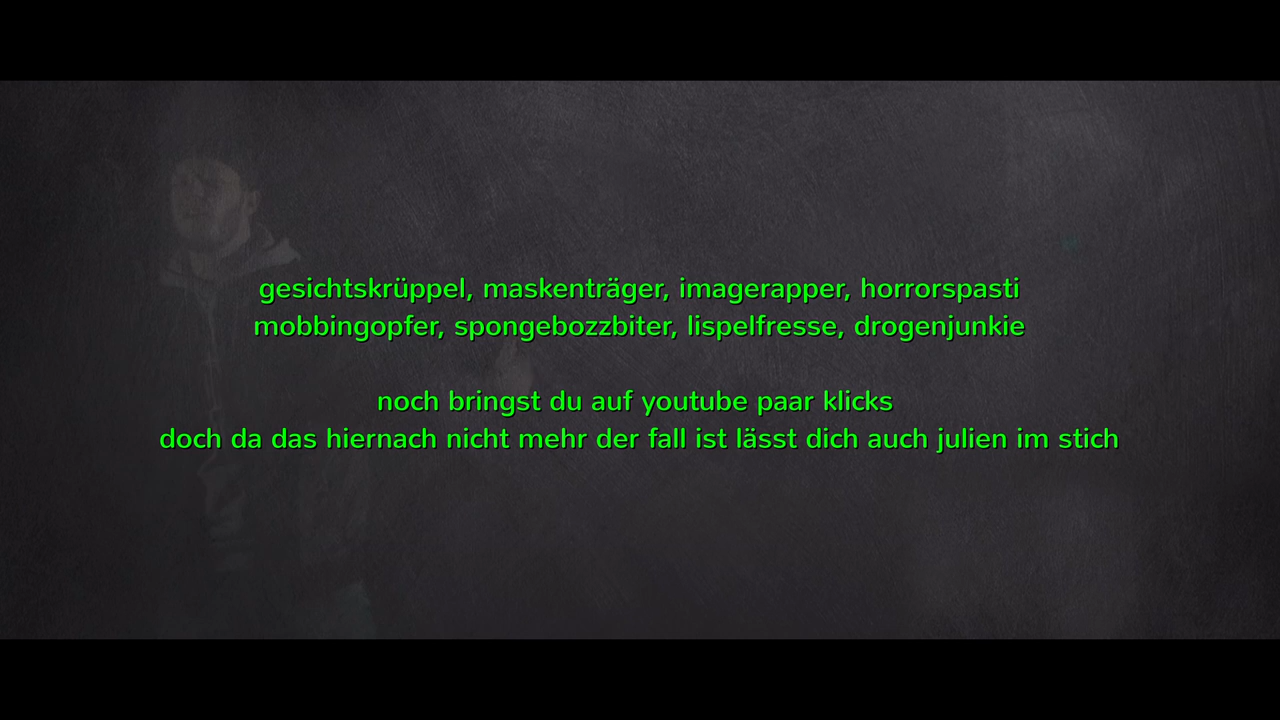 gesichtskrüppel, maskenträger, imagerapper, horrorspasti
mobbingopfer, spongebozzbiter, lispelfresse, drogenjunkie
noch bringst du auf youtube paar klicks
doch da das hiernach nicht mehr der fall ist lässt dich auch julien im stich